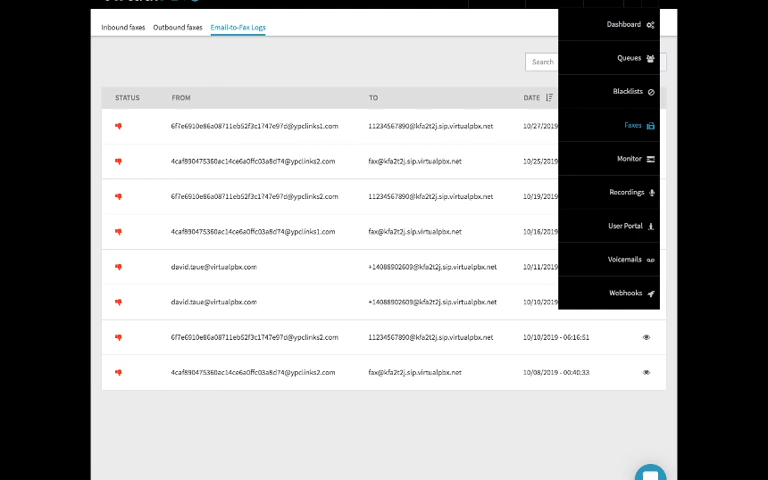 Inbound faxes Outbound faxes Email-to-Fax Logs
Dashboard
Queues
Search
Blacklists
STATUS FROM TO DATE
Faxes
6f7e6910e86a08711eb52f3c1747e97d@ypclinks1.com 11234567890@kfa2t2j.sip.virtualpbx.net 10/27/2019
Monitor
4caf890475360ac14ce6a0ffc03a8d74@ypclinks2.com fax@kfa2t2j.sip.virtualpbx.net 10/25/2019
Recordings
6f7e6910e86a08711eb52f3c1747e97d@ypclinks2.com 11234567890@kfa2t2j.sip.virtualpbx.net 10/19/2019
User Portal
4caf890475360ac14ce6a0ffc03a8d74@ypclinks1.com fax@kfa2t2j.sip.virtualpbx.net 10/16/2019
Voicemails
david.taue@virtualpbx.com +14088902609@kfa2t2j.sip.virtualpbx.net 10/11/2019
Webhooks
david.taue@virtualpbx.com +14088902609@kfa2t2j.sip.virtualpbx.net 10/10/2019
6f7e6910e86a08711eb52f3c1747e97d@ypclinks2.com 11234567890@kfa2t2j.sip.virtualpbx.net 10/10/2019 - 06:16:51
4caf890475360ac14ce6a0ffc03a8d74@ypclinks2.com fax@kfa2t2j.sip.virtualpbx.net 10/08/2019 - 00:40:33